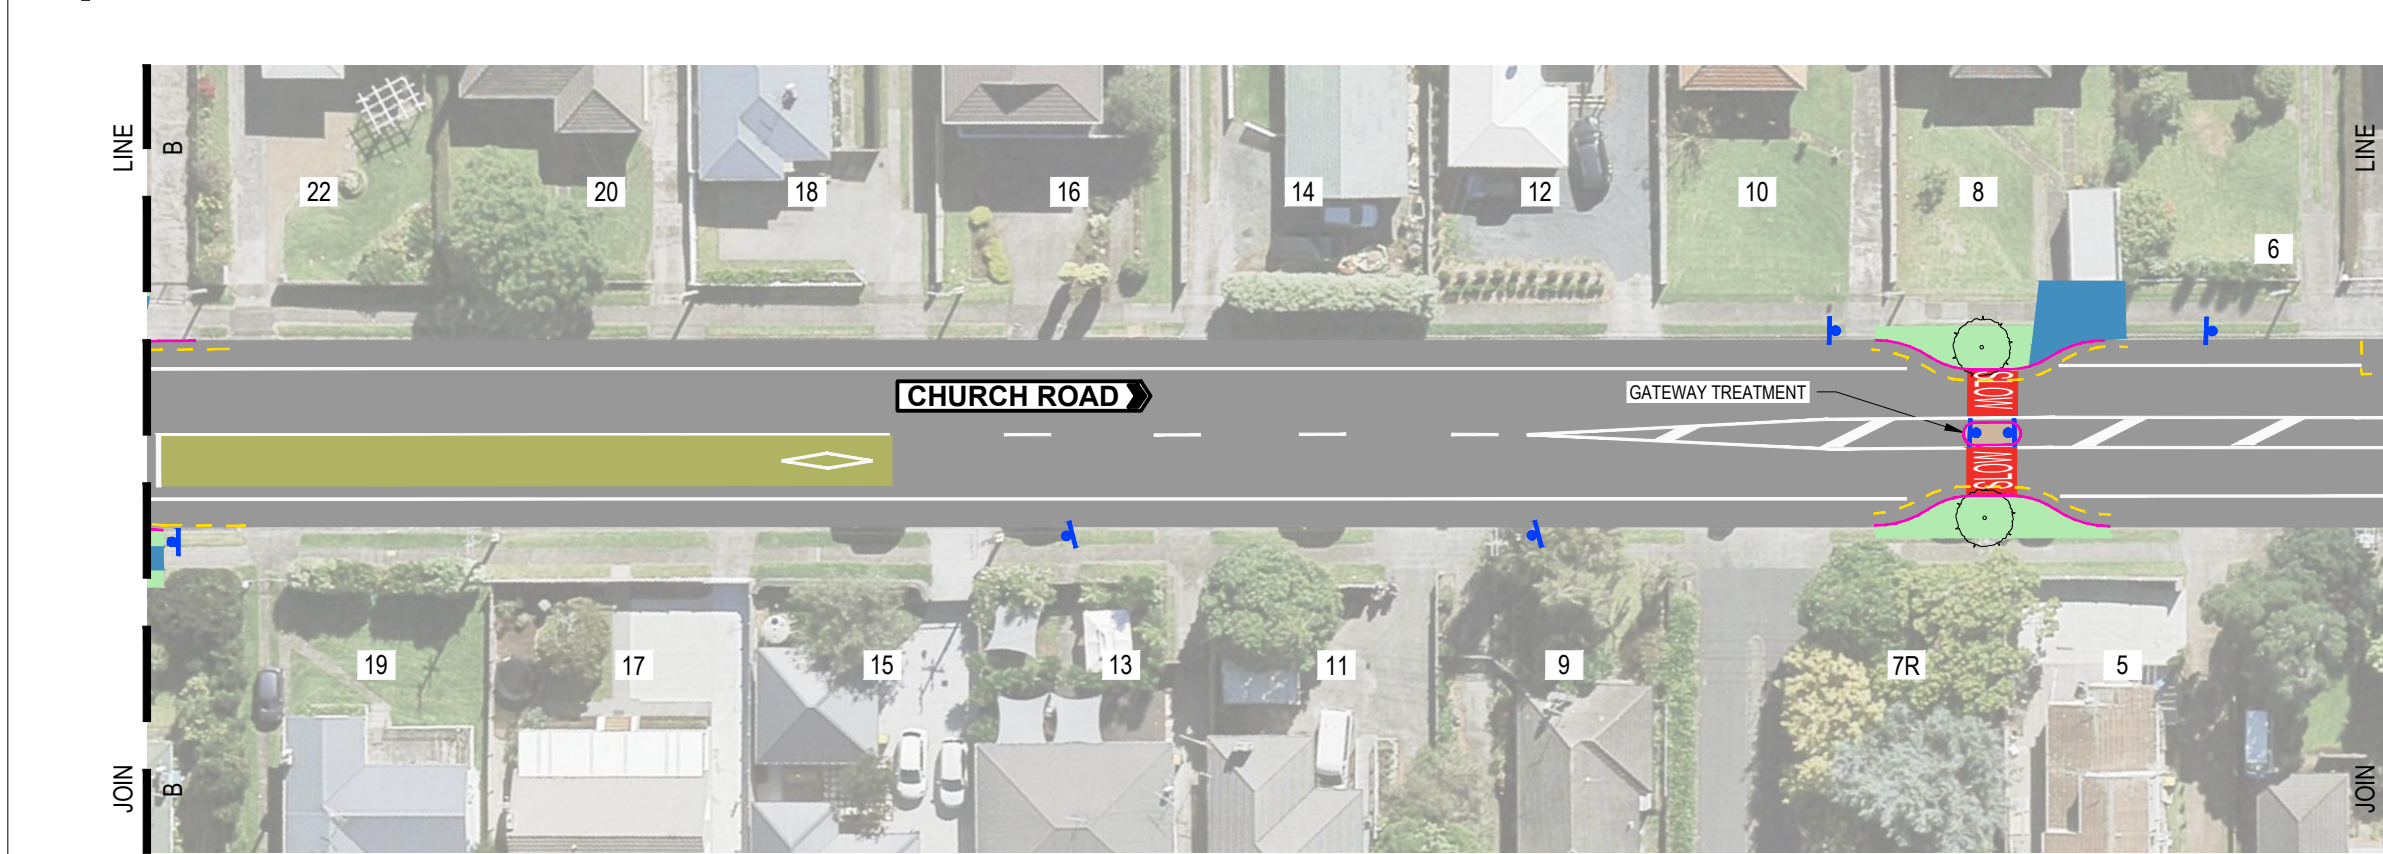 LINE
B
LINE
22
20
18
16
14
12
10
8
6
CHURCH ROAD
GATEWAY TREATMENT
SLOW
SLOW
19
17
15
13
11
9
7R
5
JOIN
B
JOIN